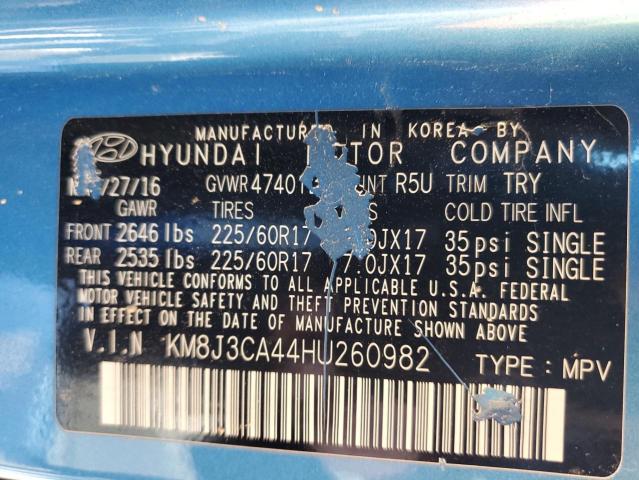 MANUFACTURED IN KOREA BY
HYUNDAI MOTOR COMPANY
/27/16 GVWR 4740 R5U TRIM TRY
GAWR TIRES COLD TIRE INFL
FRONT 2646 lbs 225/60R17 JX17 35psi SINGLE
REAR 2535 lbs 225/60R17 7.0JX17 35psi SINGLE
THIS VEHICLE CONFORMS TO ALL APPLICABLE U.S.A. FEDERAL
MOTOR VEHICLE SAFETY AND THEFT PREVENTION STANDARDS
IN EFFECT ON THE DATE OF MANUFACTURE SHOWN ABOVE
V.I.N KM8J3CA44HU260982 TYPE : MPV